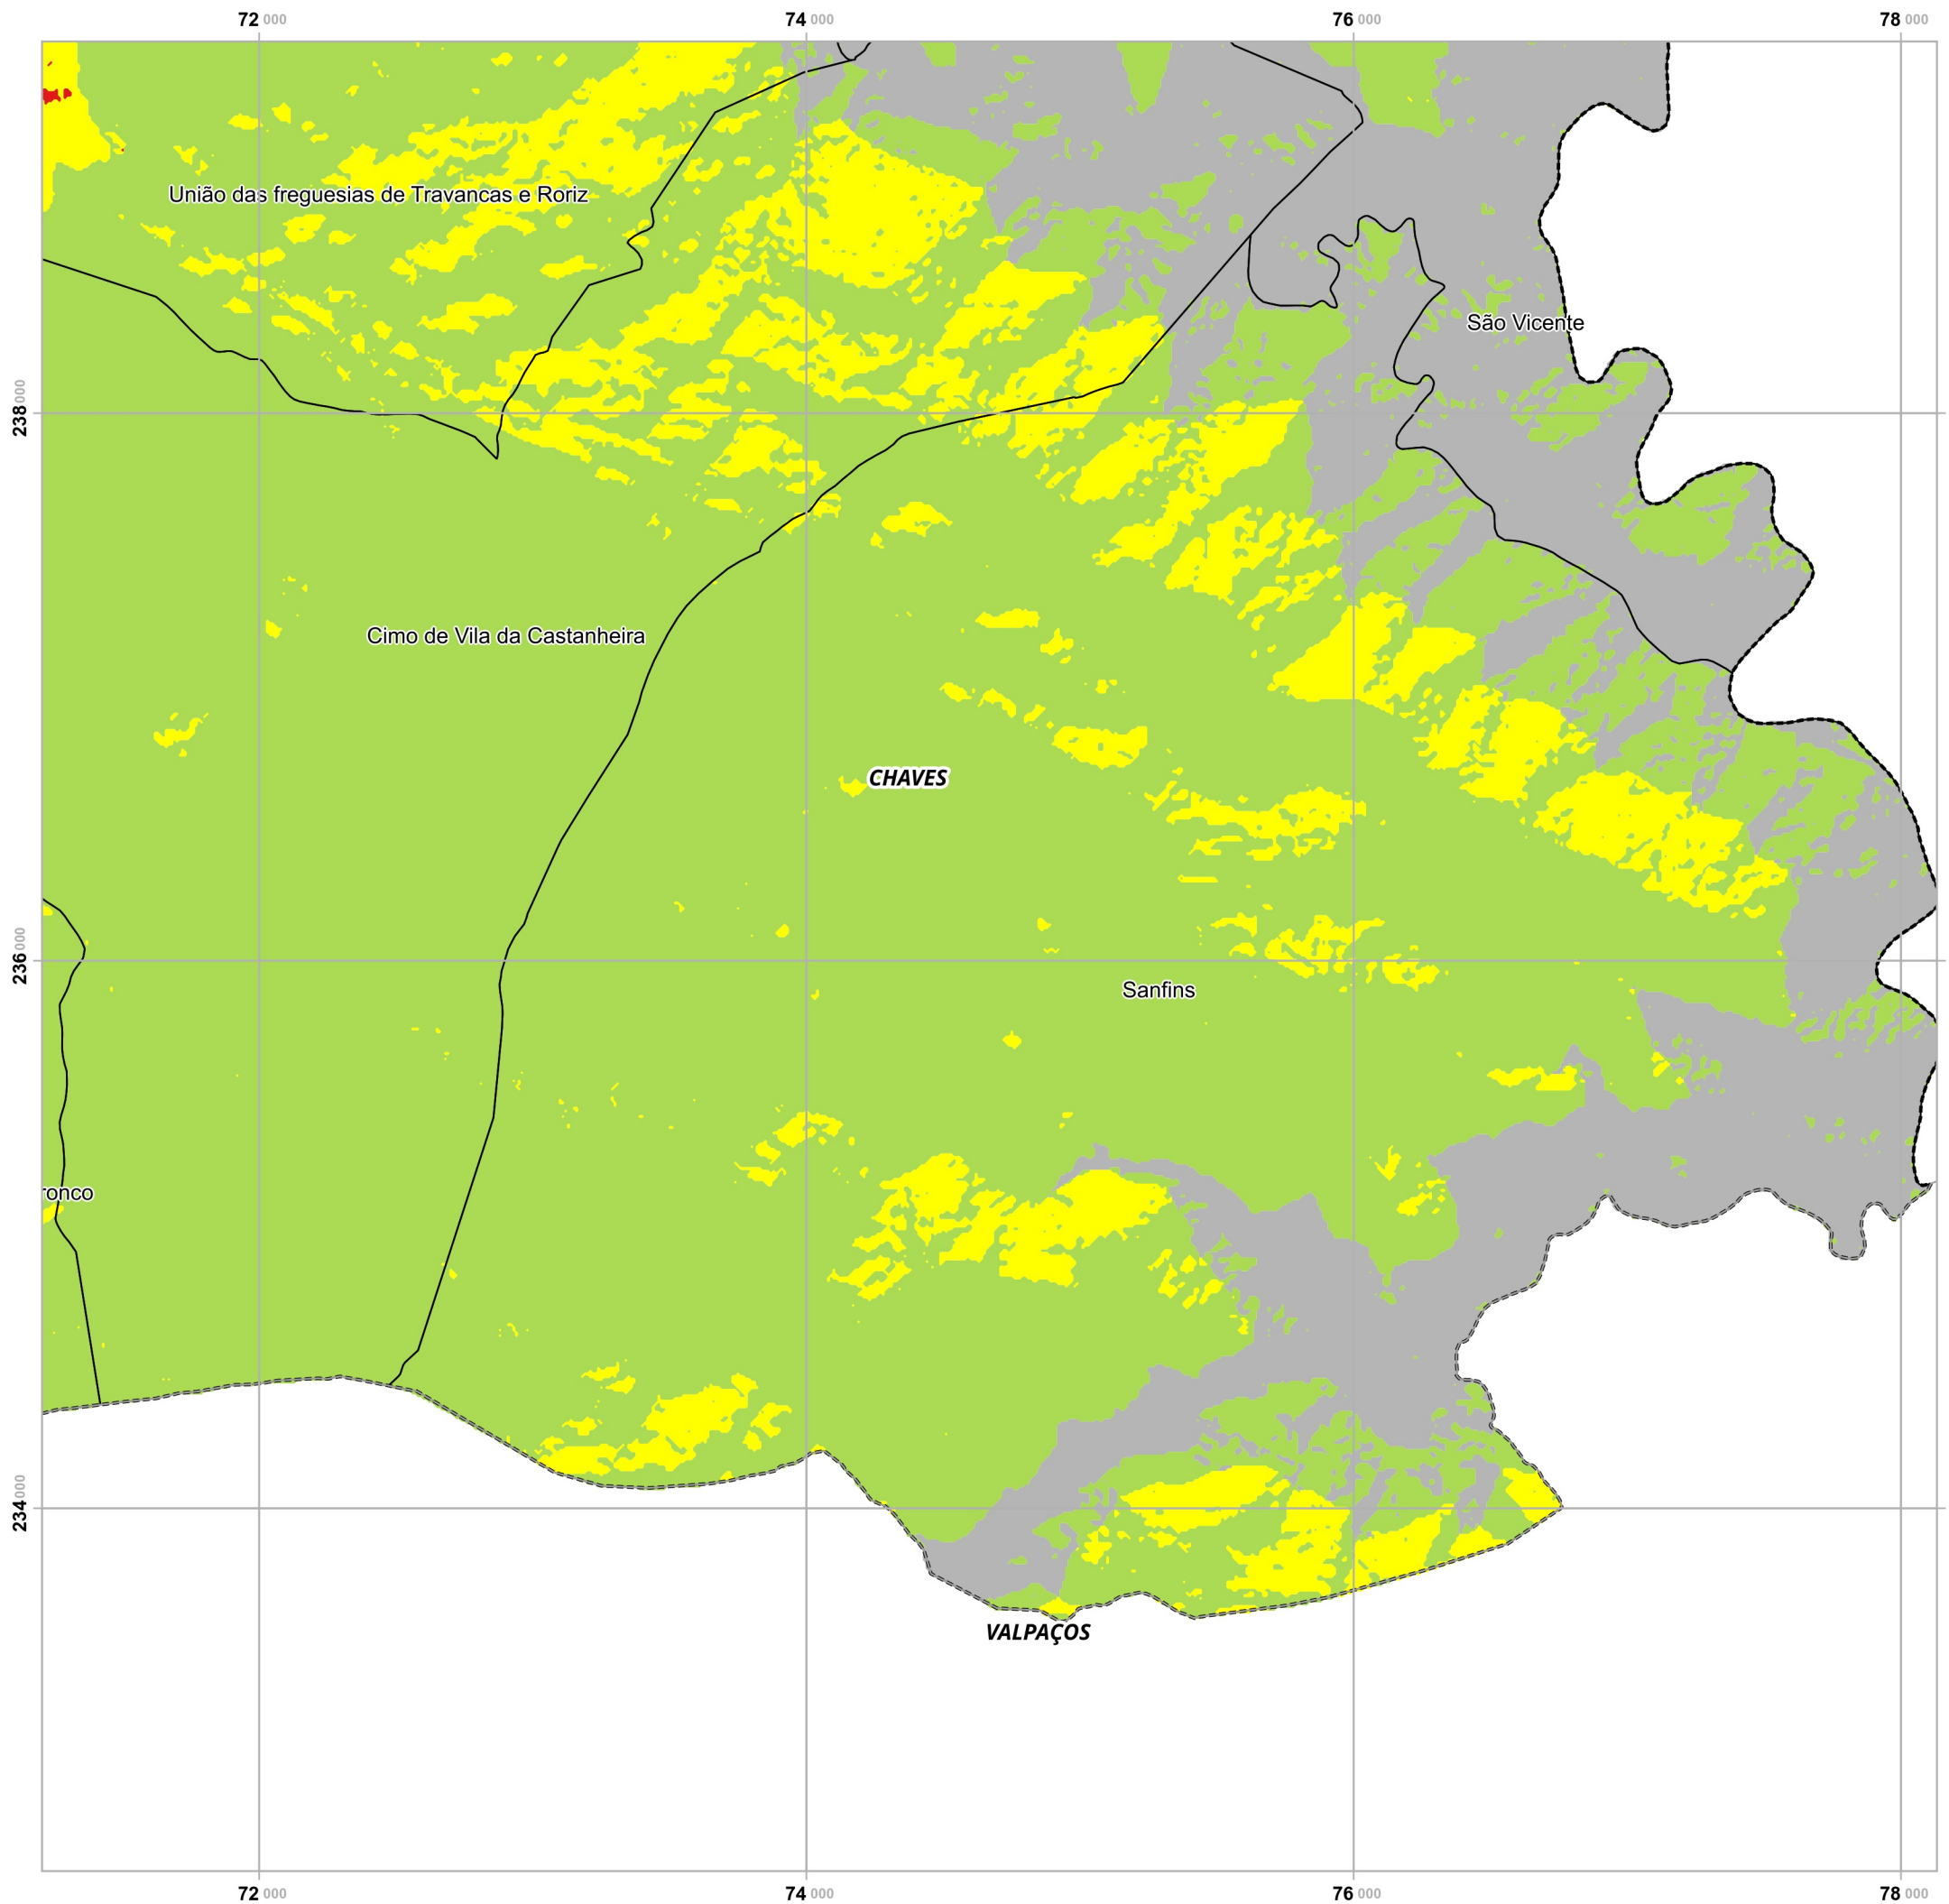 72 000 74 000 76 000 78 000
União das freguesias de Travancas e Roriz
São Vicente
238 000
Cimo de Vila da Castanheira
CHAVES
236 000
Sanfins
ronco
234 000
VALPAÇOS
72 000 74 000 76 000 78 000